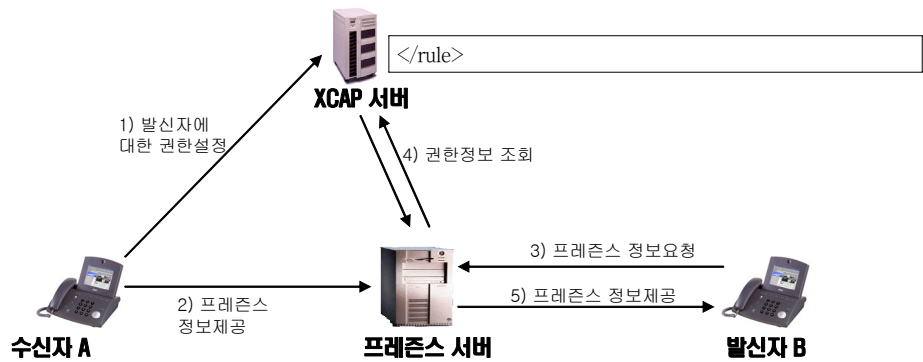 </rule>
XCAP 서버
1) 발신자에
대한 권한설정
4) 권한정보 조회
3) 프레즌스 정보요청
2) 프레즌스
정보제공
5) 프레즌스 정보제공
수신자 A
프레즌스 서버
발신자 B